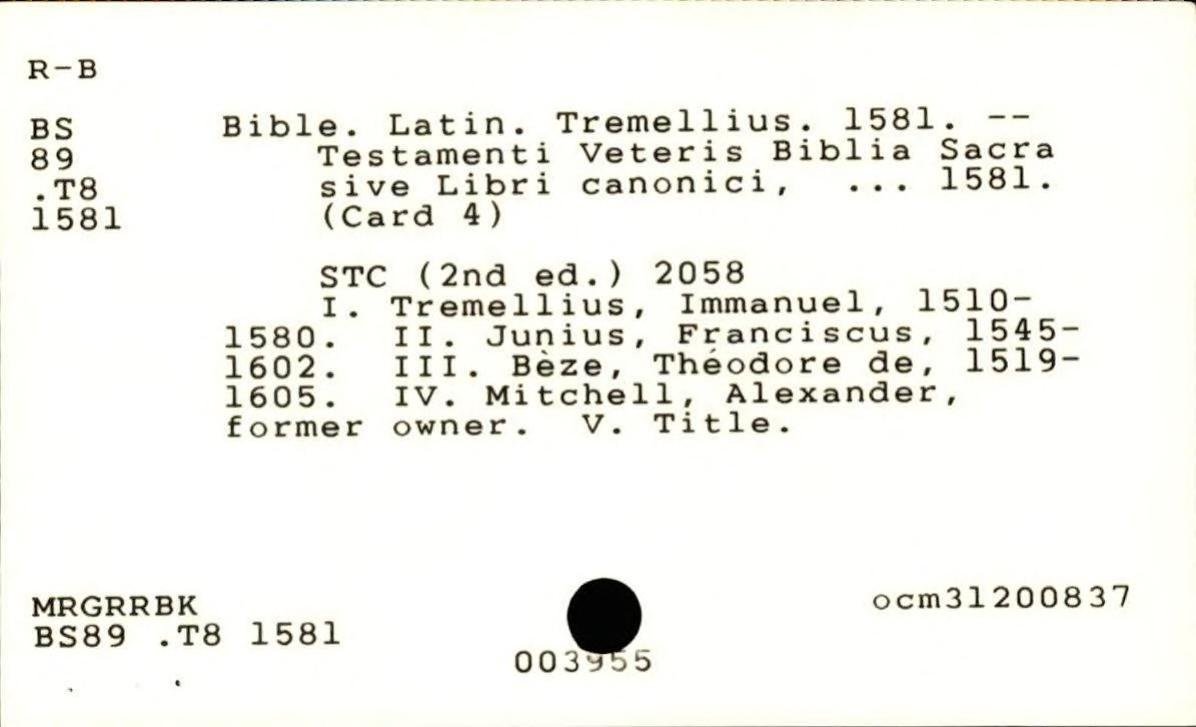 R-B
BS Bible. Latin. Tremellius. 1581. --
89 Testamenti Veteris Biblia Sacra
.T8 sive Libri canonici, ... 1581.
1581 (Card 4)
STC (2nd ed.) 2058
I. Tremellius, Immanuel, 1510-
1580. II. Junius, Franciscus, 1545-
1602. III. Bèze, Théodore de, 1519-
1605. IV. Mitchell, Alexander,
former owner. V. Title.
MRGRRBK ocm31200837
BS89 .T8 1581
003955